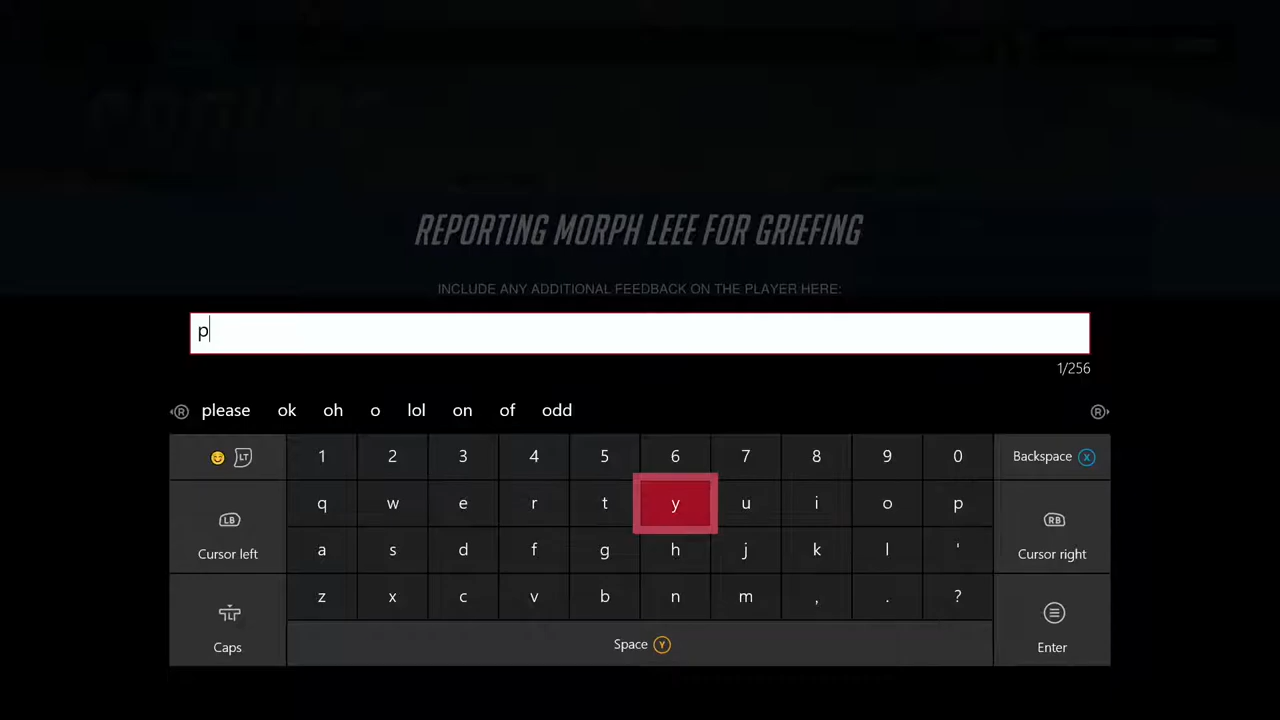 REPORTING MORPH LEEE FOR GRIEFING
INCLUDE ANY ADDITIONAL FEEDBACK ON THE PLAYER HERE:
p
1/256
R please ok oh o lol on of odd R
LT 1 2 3 4 5 6 7 8 9 0 Backspace X
q w e r t y u i o p
LB RB
Cursor left a s d f g h j k l ' Cursor right
z x c v b n m , . ?
Caps Space Y Enter